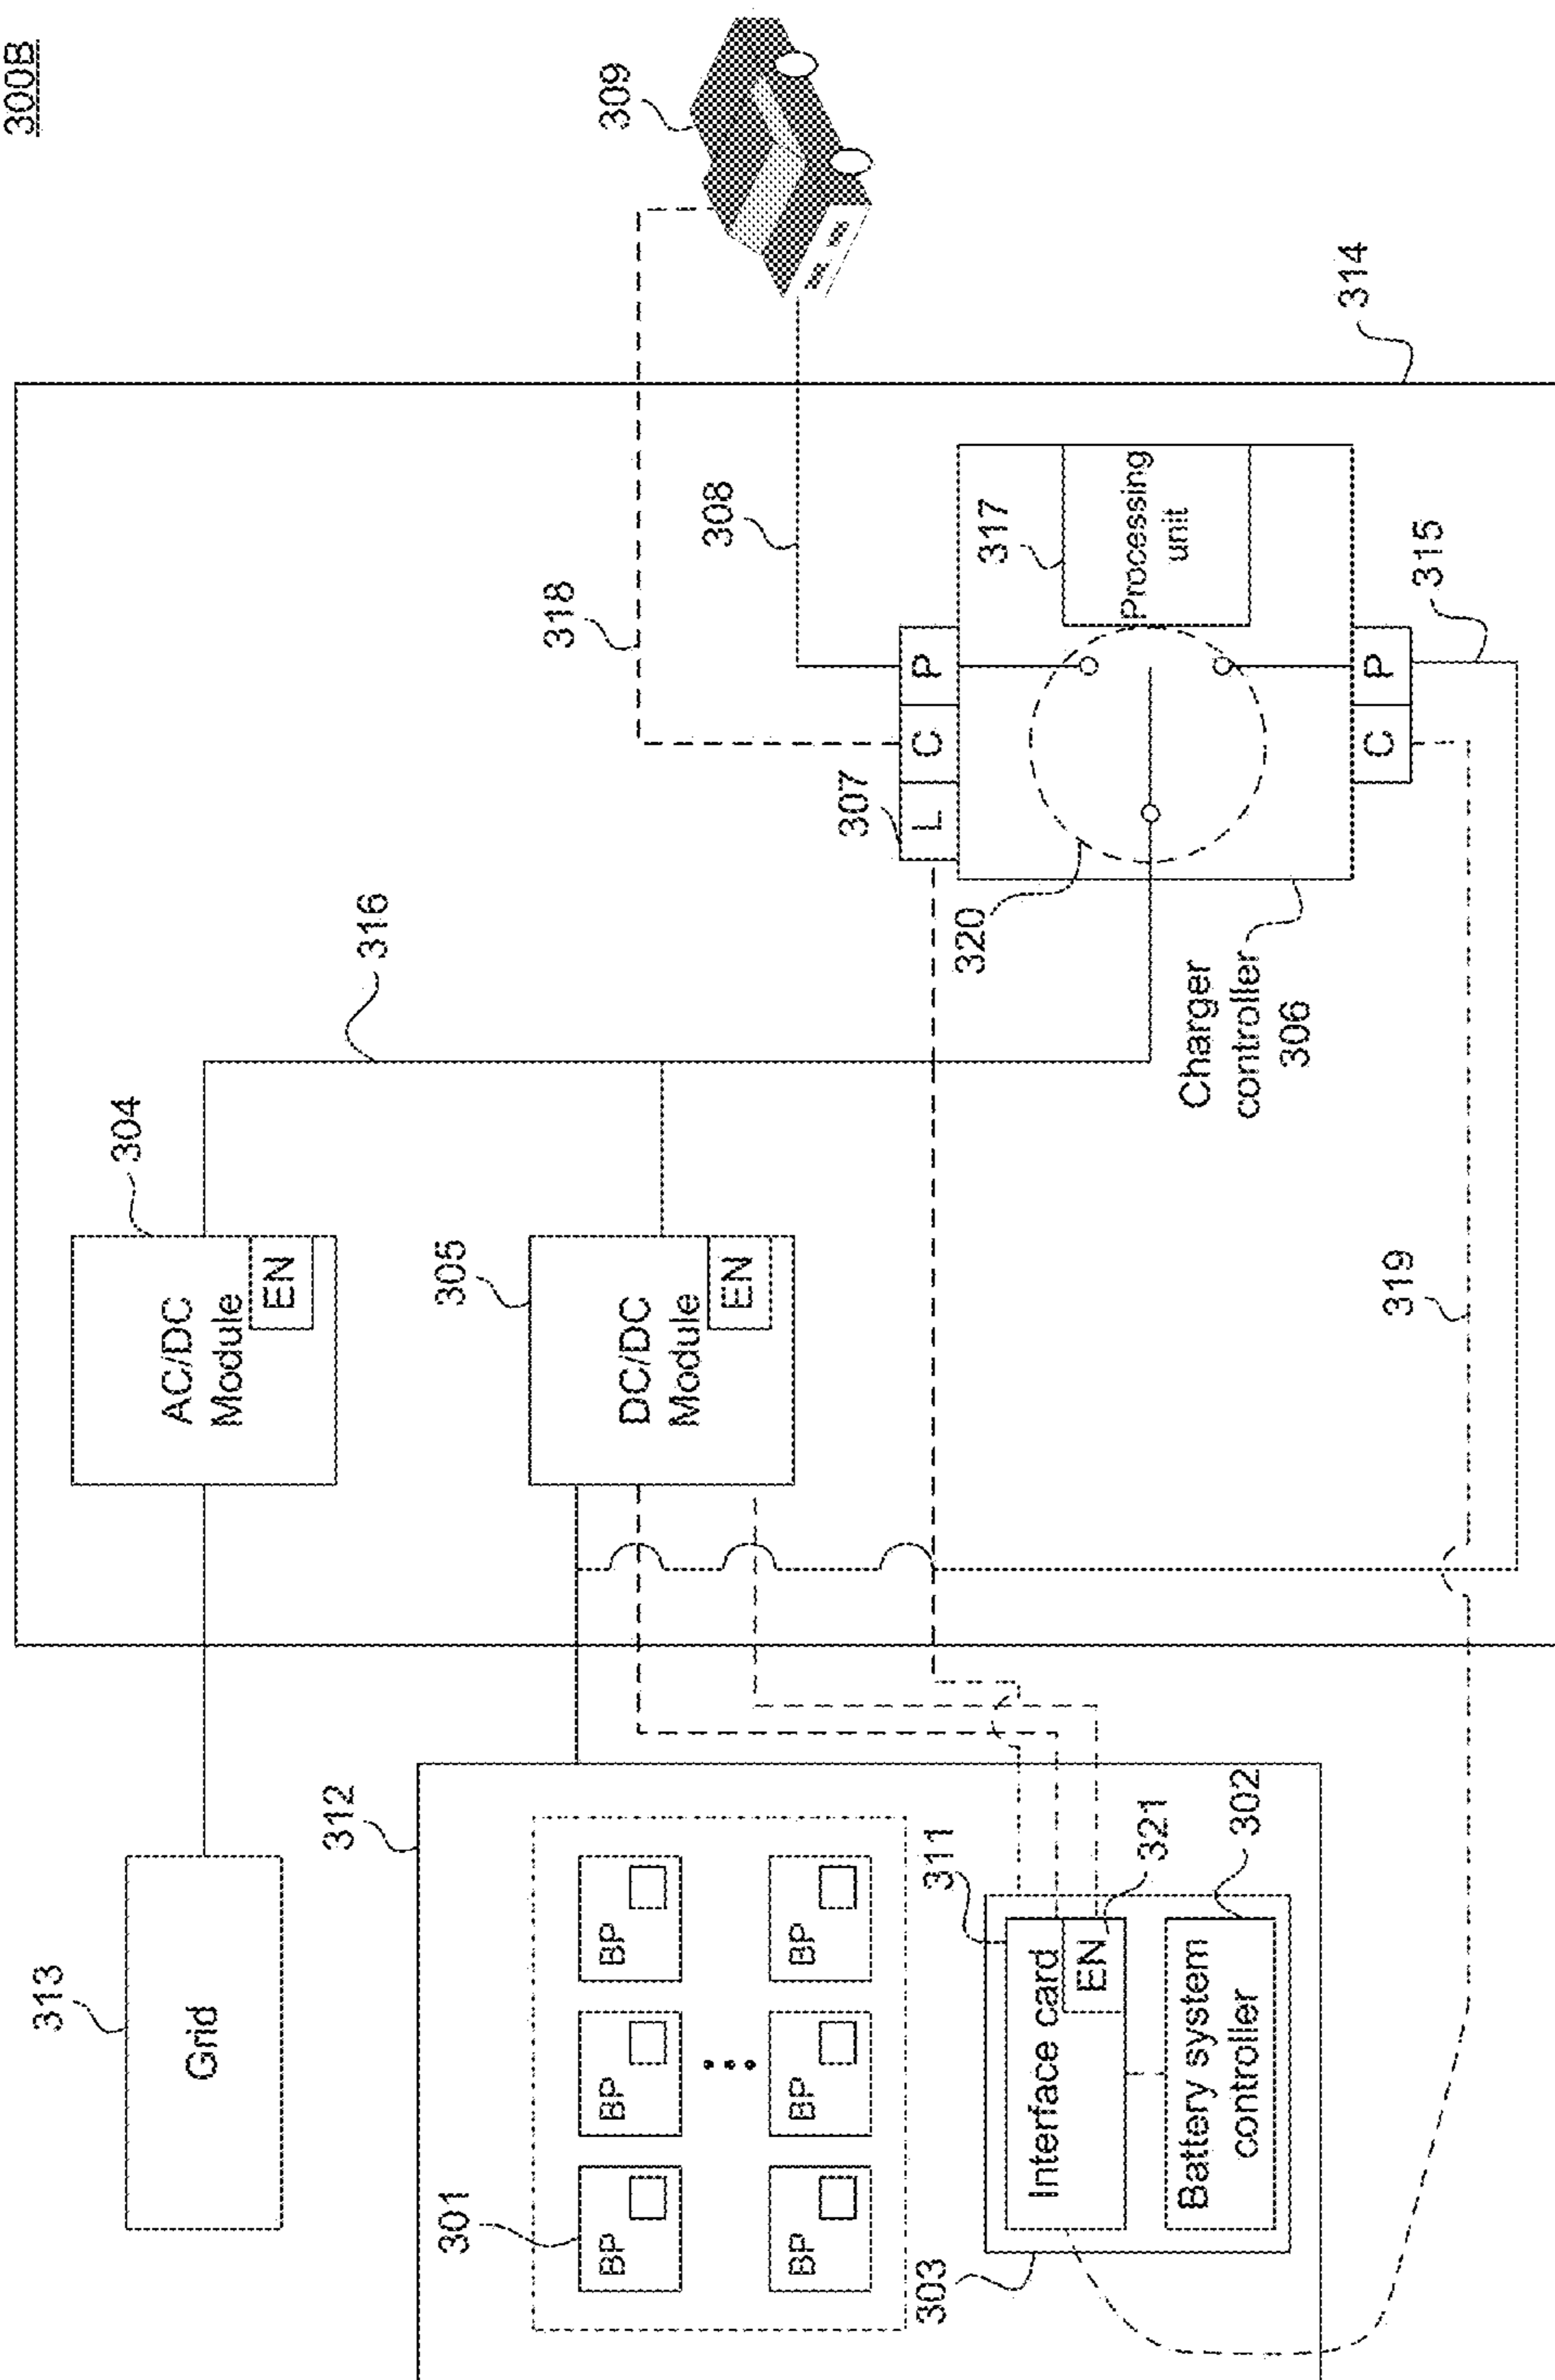 300B
313
Grid
304
AC/DC
Module
EN
316
318
309
312
301
BP
BP
BP
BP
BP
BP
305
DC/DC
Module
EN
308
307
L
C
P
317
Processing
unit
320
Charger
controller
306
C
P
315
314
303
311
Interface card
EN
321
302
Battery system
controller
319